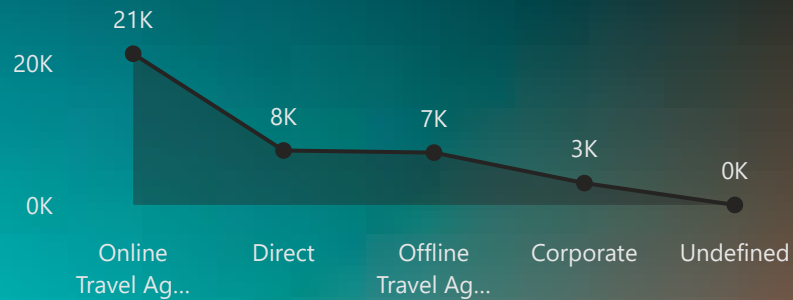 21K
20K
8K
7K
3K
0K
0K
Online
Travel Ag...
Direct
Offline
Travel Ag...
Corporate
Undefined